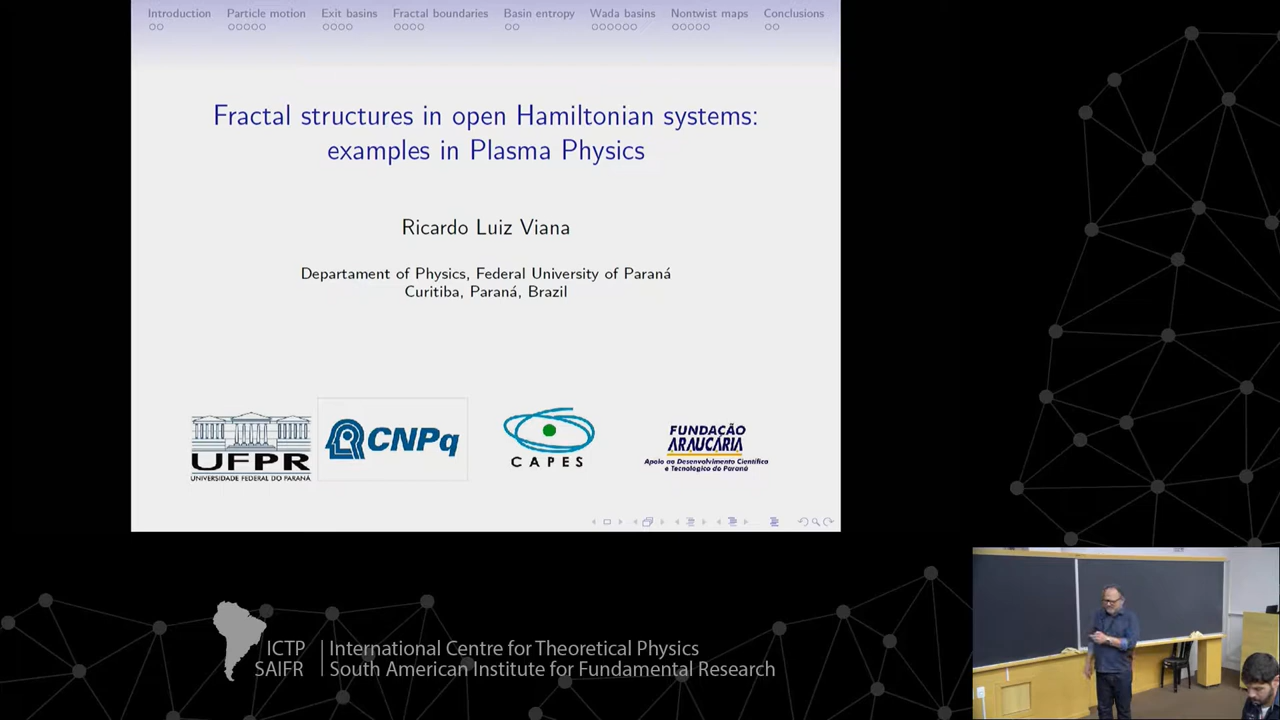 Introduction Particle motion Exit basins Fractal boundaries Basin entropy Wada basins Nontwist maps Conclusions
Fractal structures in open Hamiltonian systems:
examples in Plasma Physics
Ricardo Luiz Viana
Departament of Physics, Federal University of Paraná
Curitiba, Paraná, Brazil
UFPR
UNIVERSIDADE FEDERAL DO PARANÁ
CNPq
CAPES
FUNDAÇÃO
ARAUCÁRIA
Apoio ao Desenvolvimento Científico
e Tecnológico do Paraná
ICTP International Centre for Theoretical Physics
SAIFR South American Institute for Fundamental Research